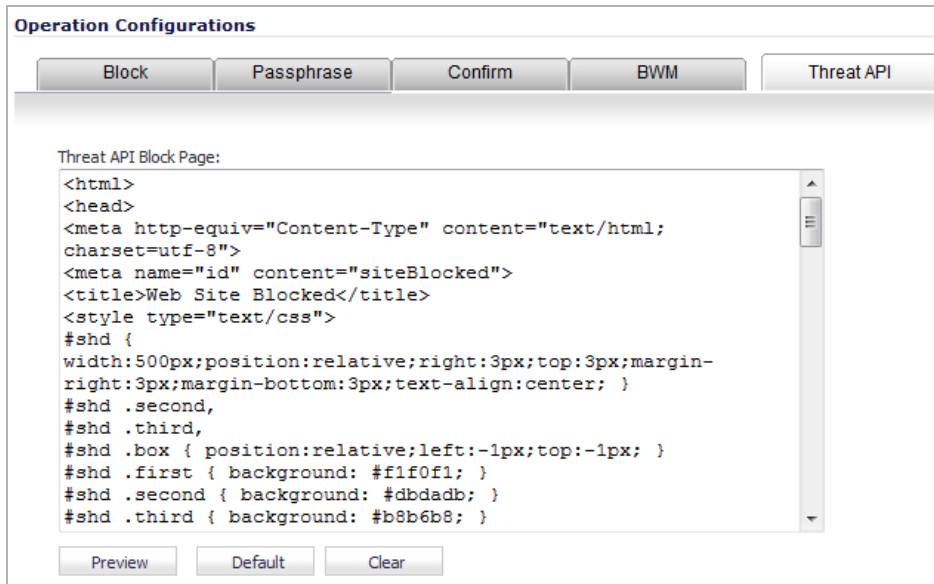 Operation Configurations
Block Passphrase Confirm BWM Threat API
Threat API Block Page:
<html>
<head>
<meta http-equiv="Content-Type" content="text/html;
charset=utf-8">
<meta name="id" content="siteBlocked">
<title>Web Site Blocked</title>
<style type="text/css">
#shd {
width:500px;position:relative;right:3px;top:3px;margin-
right:3px;margin-bottom:3px;text-align:center; }
#shd .second,
#shd .third,
#shd .box { position:relative;left:-1px;top:-1px; }
#shd .first { background: #f1f0f1; }
#shd .second { background: #dbdadb; }
#shd .third { background: #b8b6b8; }
Preview Default Clear